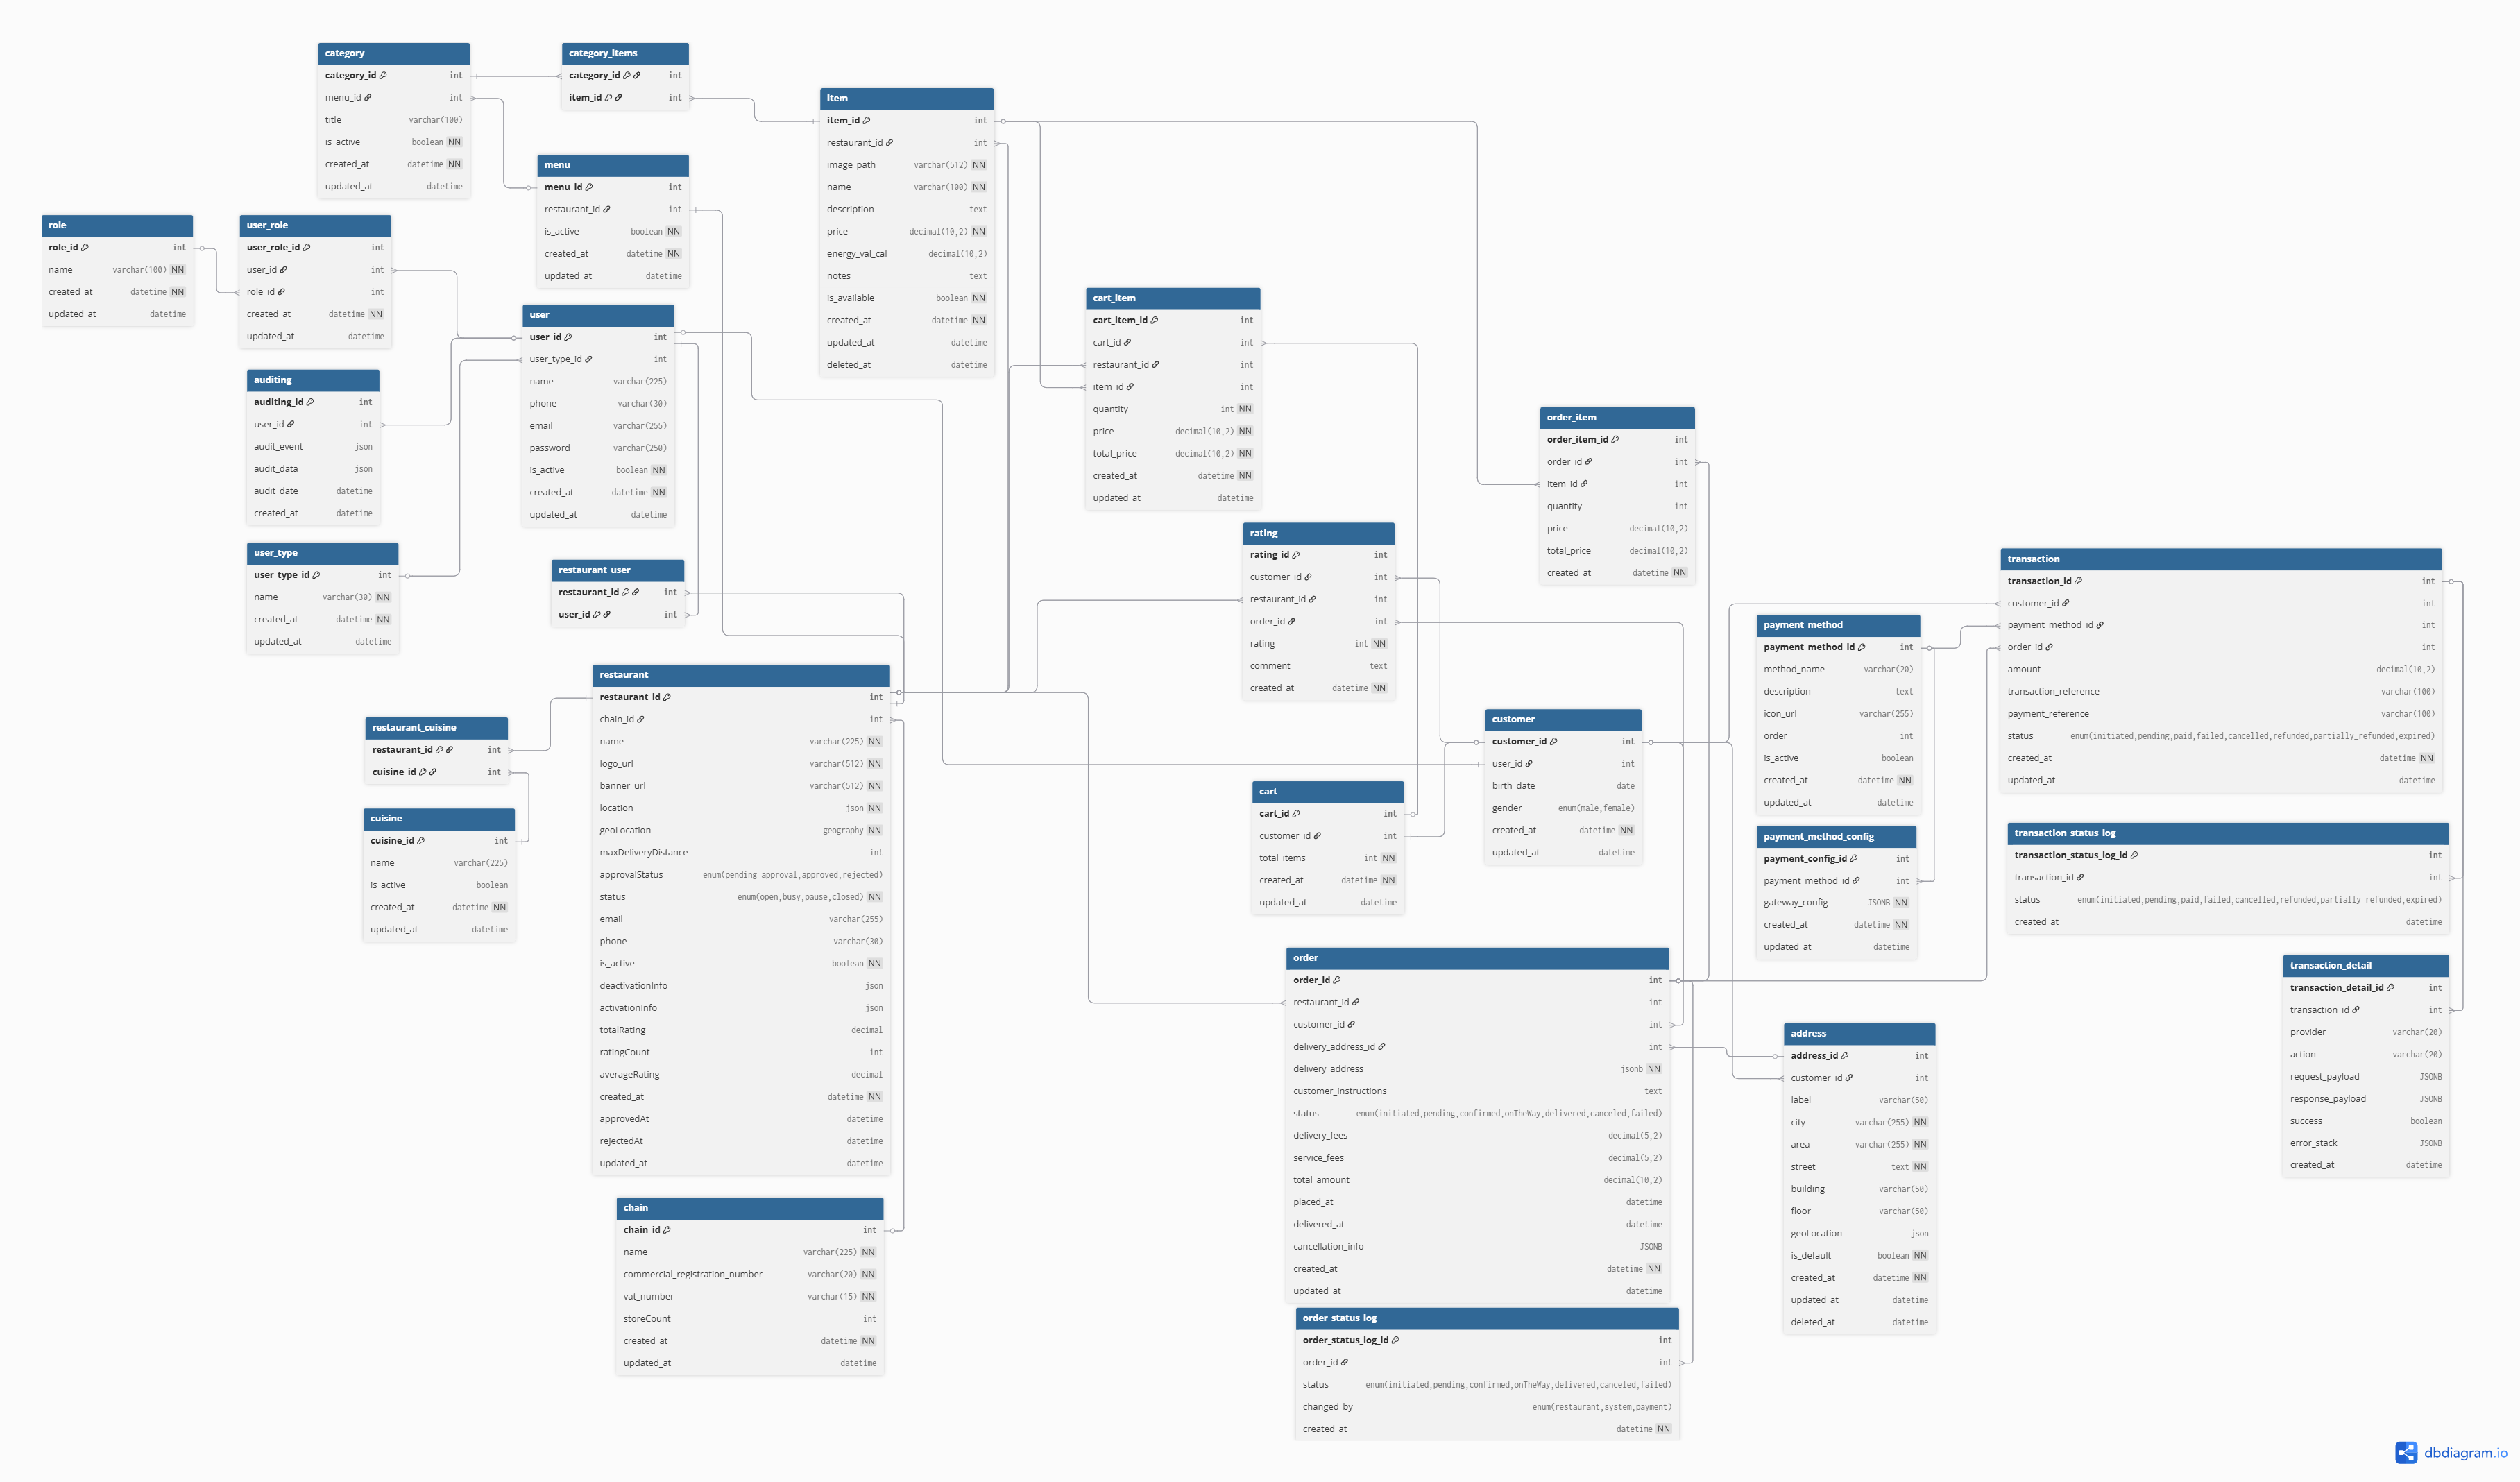 category
category_id int
menu_id int
title varchar(100)
is_active boolean NN
created_at datetime NN
updated_at datetime
category_items
category_id int
item_id int
item
item_id int
restaurant_id int
image_path varchar(512) NN
name varchar(100) NN
description text
price decimal(10,2) NN
energy_val_cal decimal(10,2)
notes text
is_available boolean NN
created_at datetime NN
updated_at datetime
deleted_at datetime
menu
menu_id int
restaurant_id int
is_active boolean NN
created_at datetime NN
updated_at datetime
role
role_id int
name varchar(100) NN
created_at datetime NN
updated_at datetime
user_role
user_role_id int
user_id int
role_id int
created_at datetime NN
updated_at datetime
user
user_id int
user_type_id int
name varchar(225)
phone varchar(30)
email varchar(255)
password varchar(250)
is_active boolean NN
created_at datetime NN
updated_at datetime
auditing
auditing_id int
user_id int
audit_event json
audit_data json
audit_date datetime
created_at datetime
user_type
user_type_id int
name varchar(30) NN
created_at datetime NN
updated_at datetime
restaurant_user
restaurant_id int
user_id int
cart_item
cart_item_id int
cart_id int
restaurant_id int
item_id int
quantity int NN
price decimal(10,2) NN
total_price decimal(10,2) NN
created_at datetime NN
updated_at datetime
order_item
order_item_id int
order_id int
item_id int
quantity int
price decimal(10,2)
total_price decimal(10,2)
created_at datetime NN
rating
rating_id int
customer_id int
restaurant_id int
order_id int
rating int NN
comment text
created_at datetime NN
transaction
transaction_id int
customer_id int
payment_method_id int
order_id int
amount decimal(10,2)
transaction_reference varchar(100)
payment_reference varchar(100)
status enum(initiated,pending,paid,failed,cancelled,refunded,partially_refunded,expired)
created_at datetime NN
updated_at datetime
payment_method
payment_method_id int
method_name varchar(20)
description text
icon_url varchar(255)
order int
is_active boolean
created_at datetime NN
updated_at datetime
restaurant
restaurant_id int
chain_id int
name varchar(225) NN
logo_url varchar(512) NN
banner_url varchar(512) NN
location json NN
geoLocation geography NN
maxDeliveryDistance int
approvalStatus enum(pending_approval,approved,rejected)
status enum(open,busy,pause,closed) NN
email varchar(255)
phone varchar(30)
is_active boolean NN
deactivationInfo json
activationInfo json
totalRating decimal
ratingCount int
averageRating decimal
created_at datetime NN
approvedAt datetime
rejectedAt datetime
updated_at datetime
restaurant_cuisine
restaurant_id int
cuisine_id int
cuisine
cuisine_id int
name varchar(225)
is_active boolean
created_at datetime NN
updated_at datetime
customer
customer_id int
user_id int
birth_date date
gender enum(male,female)
created_at datetime NN
updated_at datetime
cart
cart_id int
customer_id int
total_items int NN
created_at datetime NN
updated_at datetime
payment_method_config
payment_config_id int
payment_method_id int
gateway_config JSONB NN
created_at datetime NN
updated_at datetime
transaction_status_log
transaction_status_log_id int
transaction_id int
status enum(initiated,pending,paid,failed,cancelled,refunded,partially_refunded,expired)
created_at datetime
order
order_id int
restaurant_id int
customer_id int
delivery_address_id int
delivery_address jsonb NN
customer_instructions text
status enum(initiated,pending,confirmed,onTheWay,delivered,canceled,failed)
delivery_fees decimal(5,2)
service_fees decimal(5,2)
total_amount decimal(10,2)
placed_at datetime
delivered_at datetime
cancellation_info JSONB
created_at datetime NN
updated_at datetime
transaction_detail
transaction_detail_id int
transaction_id int
provider varchar(20)
action varchar(20)
request_payload JSONB
response_payload JSONB
success boolean
error_stack JSONB
created_at datetime
address
address_id int
customer_id int
label varchar(50)
city varchar(255) NN
area varchar(255) NN
street text NN
building varchar(50)
floor varchar(50)
geoLocation json
is_default boolean NN
created_at datetime NN
updated_at datetime
deleted_at datetime
chain
chain_id int
name varchar(225) NN
commercial_registration_number varchar(20) NN
vat_number varchar(15) NN
storeCount int
created_at datetime NN
updated_at datetime
order_status_log
order_status_log_id int
order_id int
status enum(initiated,pending,confirmed,onTheWay,delivered,canceled,failed)
changed_by enum(restaurant,system,payment)
created_at datetime NN
dbdiagram.io